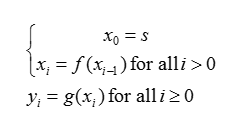 x₀ = s
xᵢ = f(xᵢ₋₁) for all i > 0
yᵢ = g(xᵢ) for all i ≥ 0